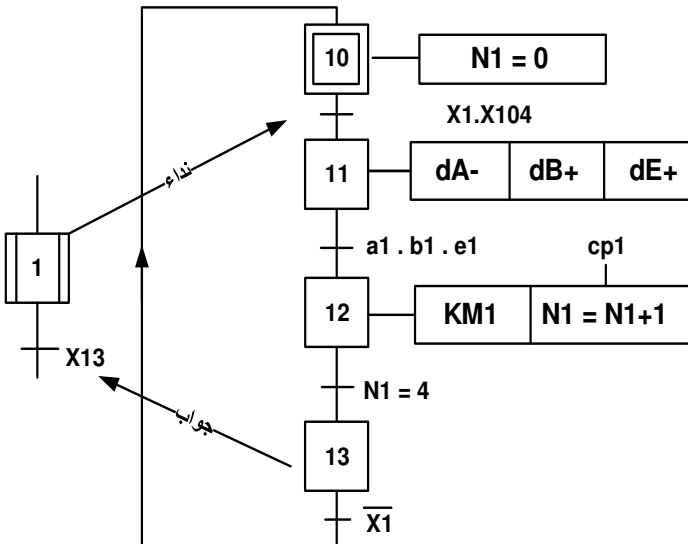 10
N1 = 0
X1.X104
11
dA-
dB+
dE+
نداء
a1 . b1 . e1
cp1
1
12
KM1
N1 = N1+1
X13
N1 = 4
جواب
13
X1